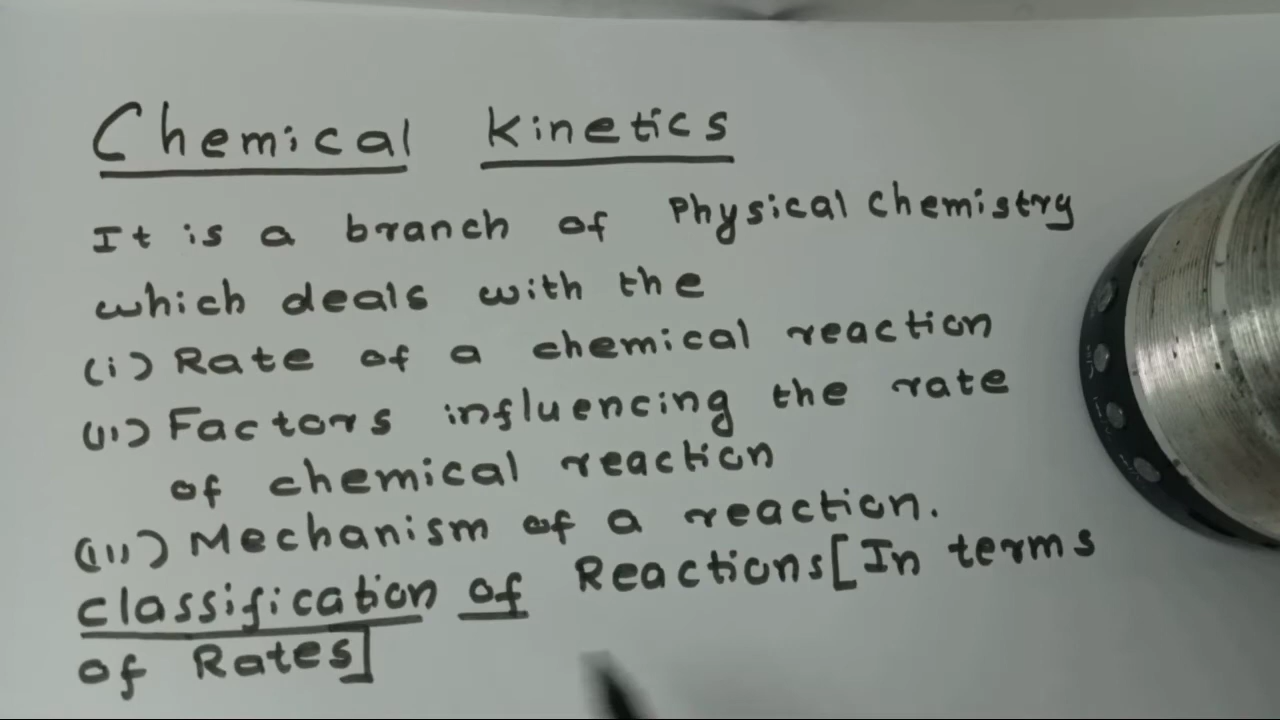 Chemical Kinetics
It is a branch of Physical chemistry
which deals with the
(i) Rate of a chemical reaction
(ii) Factors influencing the rate
of chemical reaction
(iii) Mechanism of a reaction.
classification of Reactions [In terms
of Rates]